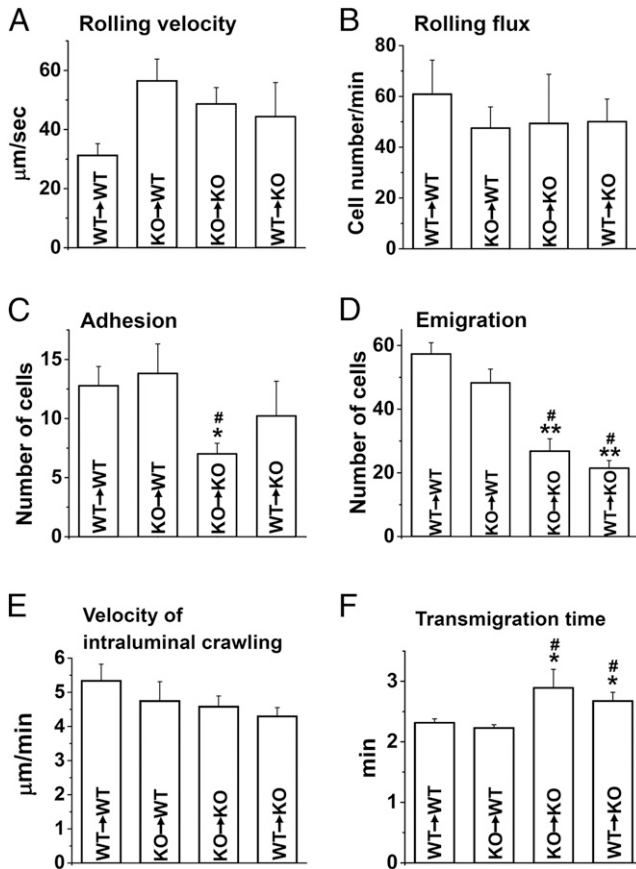 A
Rolling velocity
μm/sec
60
40
20
0
WT→WT
KO→WT
KO→KO
WT→KO
B
Rolling flux
Cell number/min
80
60
40
20
0
WT→WT
KO→WT
KO→KO
WT→KO
C
Adhesion
Number of cells
15
10
5
0
#
*
WT→WT
KO→WT
KO→KO
WT→KO
D
Emigration
Number of cells
60
40
20
0
#
**
#
**
WT→WT
KO→WT
KO→KO
WT→KO
E
Velocity of
intraluminal crawling
μm/min
6
5
4
3
2
1
0
WT→WT
KO→WT
KO→KO
WT→KO
F
Transmigration time
min
3
2
1
0
#
*
#
*
WT→WT
KO→WT
KO→KO
WT→KO